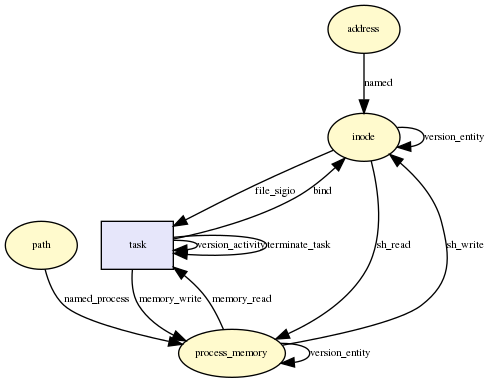 address
named
inode
version_entity
file_sigio
bind
path
task
version_activity
terminate_task
sh_read
sh_write
named_process
memory_write
memory_read
process_memory
version_entity